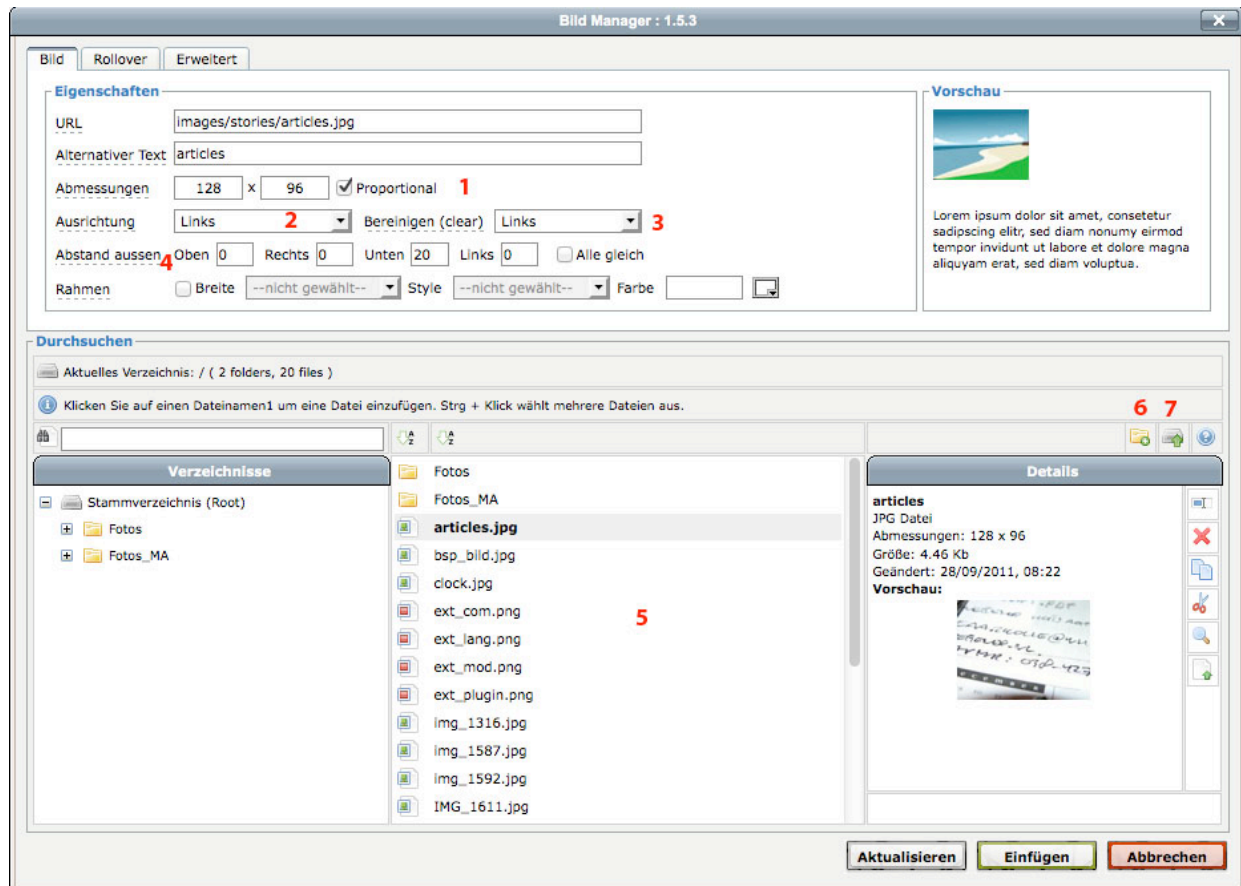 Bild Manager : 1.5.3
Bild Rollover Erweitert
Eigenschaften
URL images/stories/articles.jpg
Alternativer Text articles
Abmessungen 128 x 96 Proportional 1
Ausrichtung Links 2 Bereinigen (clear) Links 3
Abstand aussen 4 Oben 0 Rechts 0 Unten 20 Links 0 Alle gleich
Rahmen Breite --nicht gewählt-- Style --nicht gewählt-- Farbe
Vorschau
Lorem ipsum dolor sit amet, consetetur
sadipscing elitr, sed diam nonumy eirmod
tempor invidunt ut labore et dolore magna
aliquyam erat, sed diam voluptua.
Durchsuchen
Aktuelles Verzeichnis: / ( 2 folders, 20 files )
Klicken Sie auf einen Dateinamen1 um eine Datei einzufügen. Strg + Klick wählt mehrere Dateien aus.
6 7
Verzeichnisse
Stammverzeichnis (Root)
Fotos
Fotos_MA
Fotos
Fotos_MA
articles.jpg
bsp_bild.jpg
clock.jpg
ext_com.png
ext_lang.png
ext_mod.png
ext_plugin.png
img_1316.jpg
img_1587.jpg
img_1592.jpg
IMG_1611.jpg
5
Details
articles
JPG Datei
Abmessungen: 128 x 96
Größe: 4.46 Kb
Geändert: 28/09/2011, 08:22
Vorschau:
Aktualisieren Einfügen Abbrechen